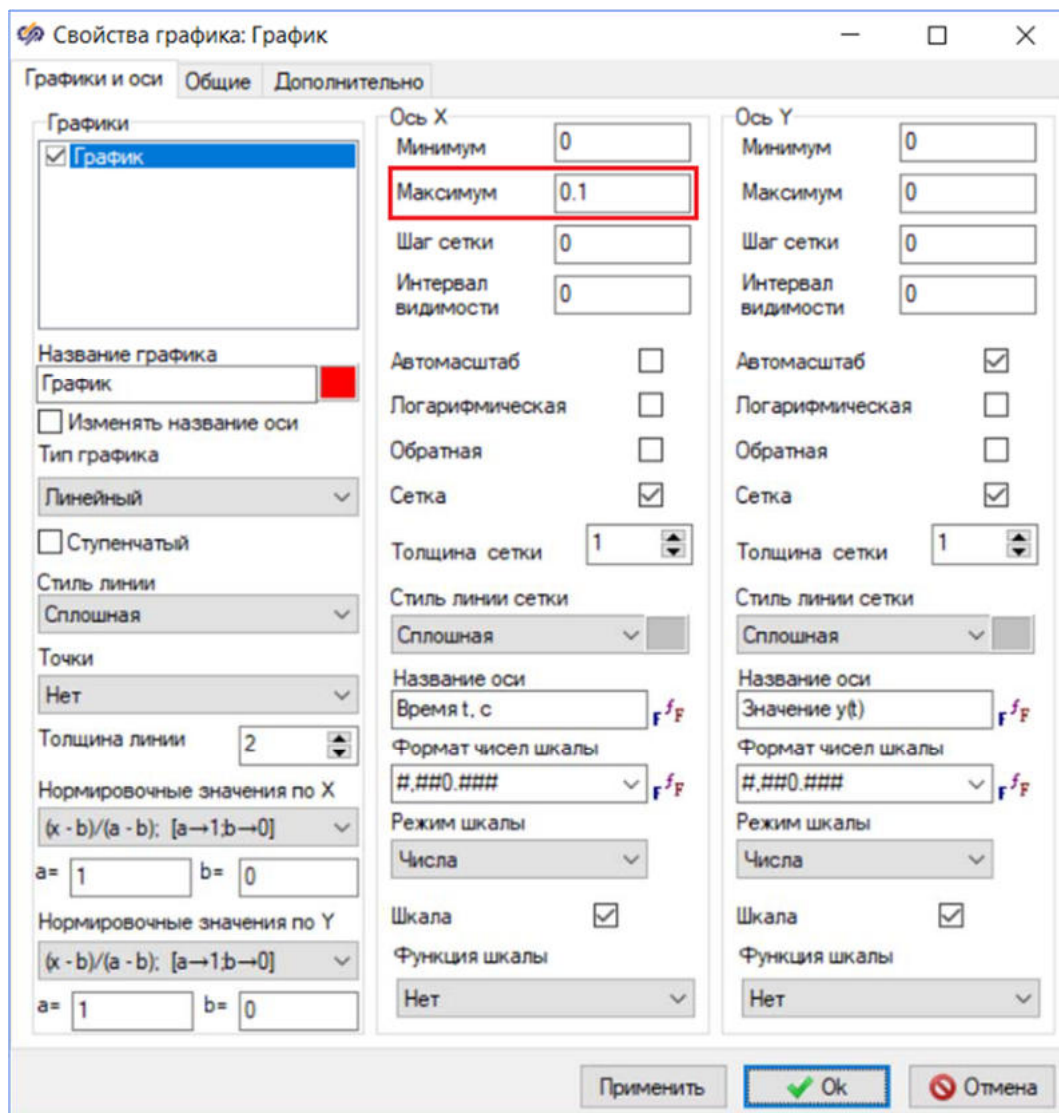 Свойства графика: График
Графики и оси Общие Дополнительно
Графики
График
Название графика
График
Изменять название оси
Тип графика
Линейный
Ступенчатый
Стиль линии
Сплошная
Точки
Нет
Толщина линии 2
Нормировочные значения по X
(x - b)/(a - b); [a→1;b→0]
a= 1 b= 0
Нормировочные значения по Y
(x - b)/(a - b); [a→1;b→0]
a= 1 b= 0
Ось X
Минимум 0
Максимум 0.1
Шаг сетки 0
Интервал
видимости 0
Автомасштаб
Логарифмическая
Обратная
Сетка
Толщина сетки 1
Стиль линии сетки
Сплошная
Название оси
Время t, с
Формат чисел шкалы
#,##0.###
Режим шкалы
Числа
Шкала
Функция шкалы
Нет
Ось Y
Минимум 0
Максимум 0
Шаг сетки 0
Интервал
видимости 0
Автомасштаб
Логарифмическая
Обратная
Сетка
Толщина сетки 1
Стиль линии сетки
Сплошная
Название оси
Значение y(t)
Формат чисел шкалы
#,##0.###
Режим шкалы
Числа
Шкала
Функция шкалы
Нет
Применить Ok Отмена